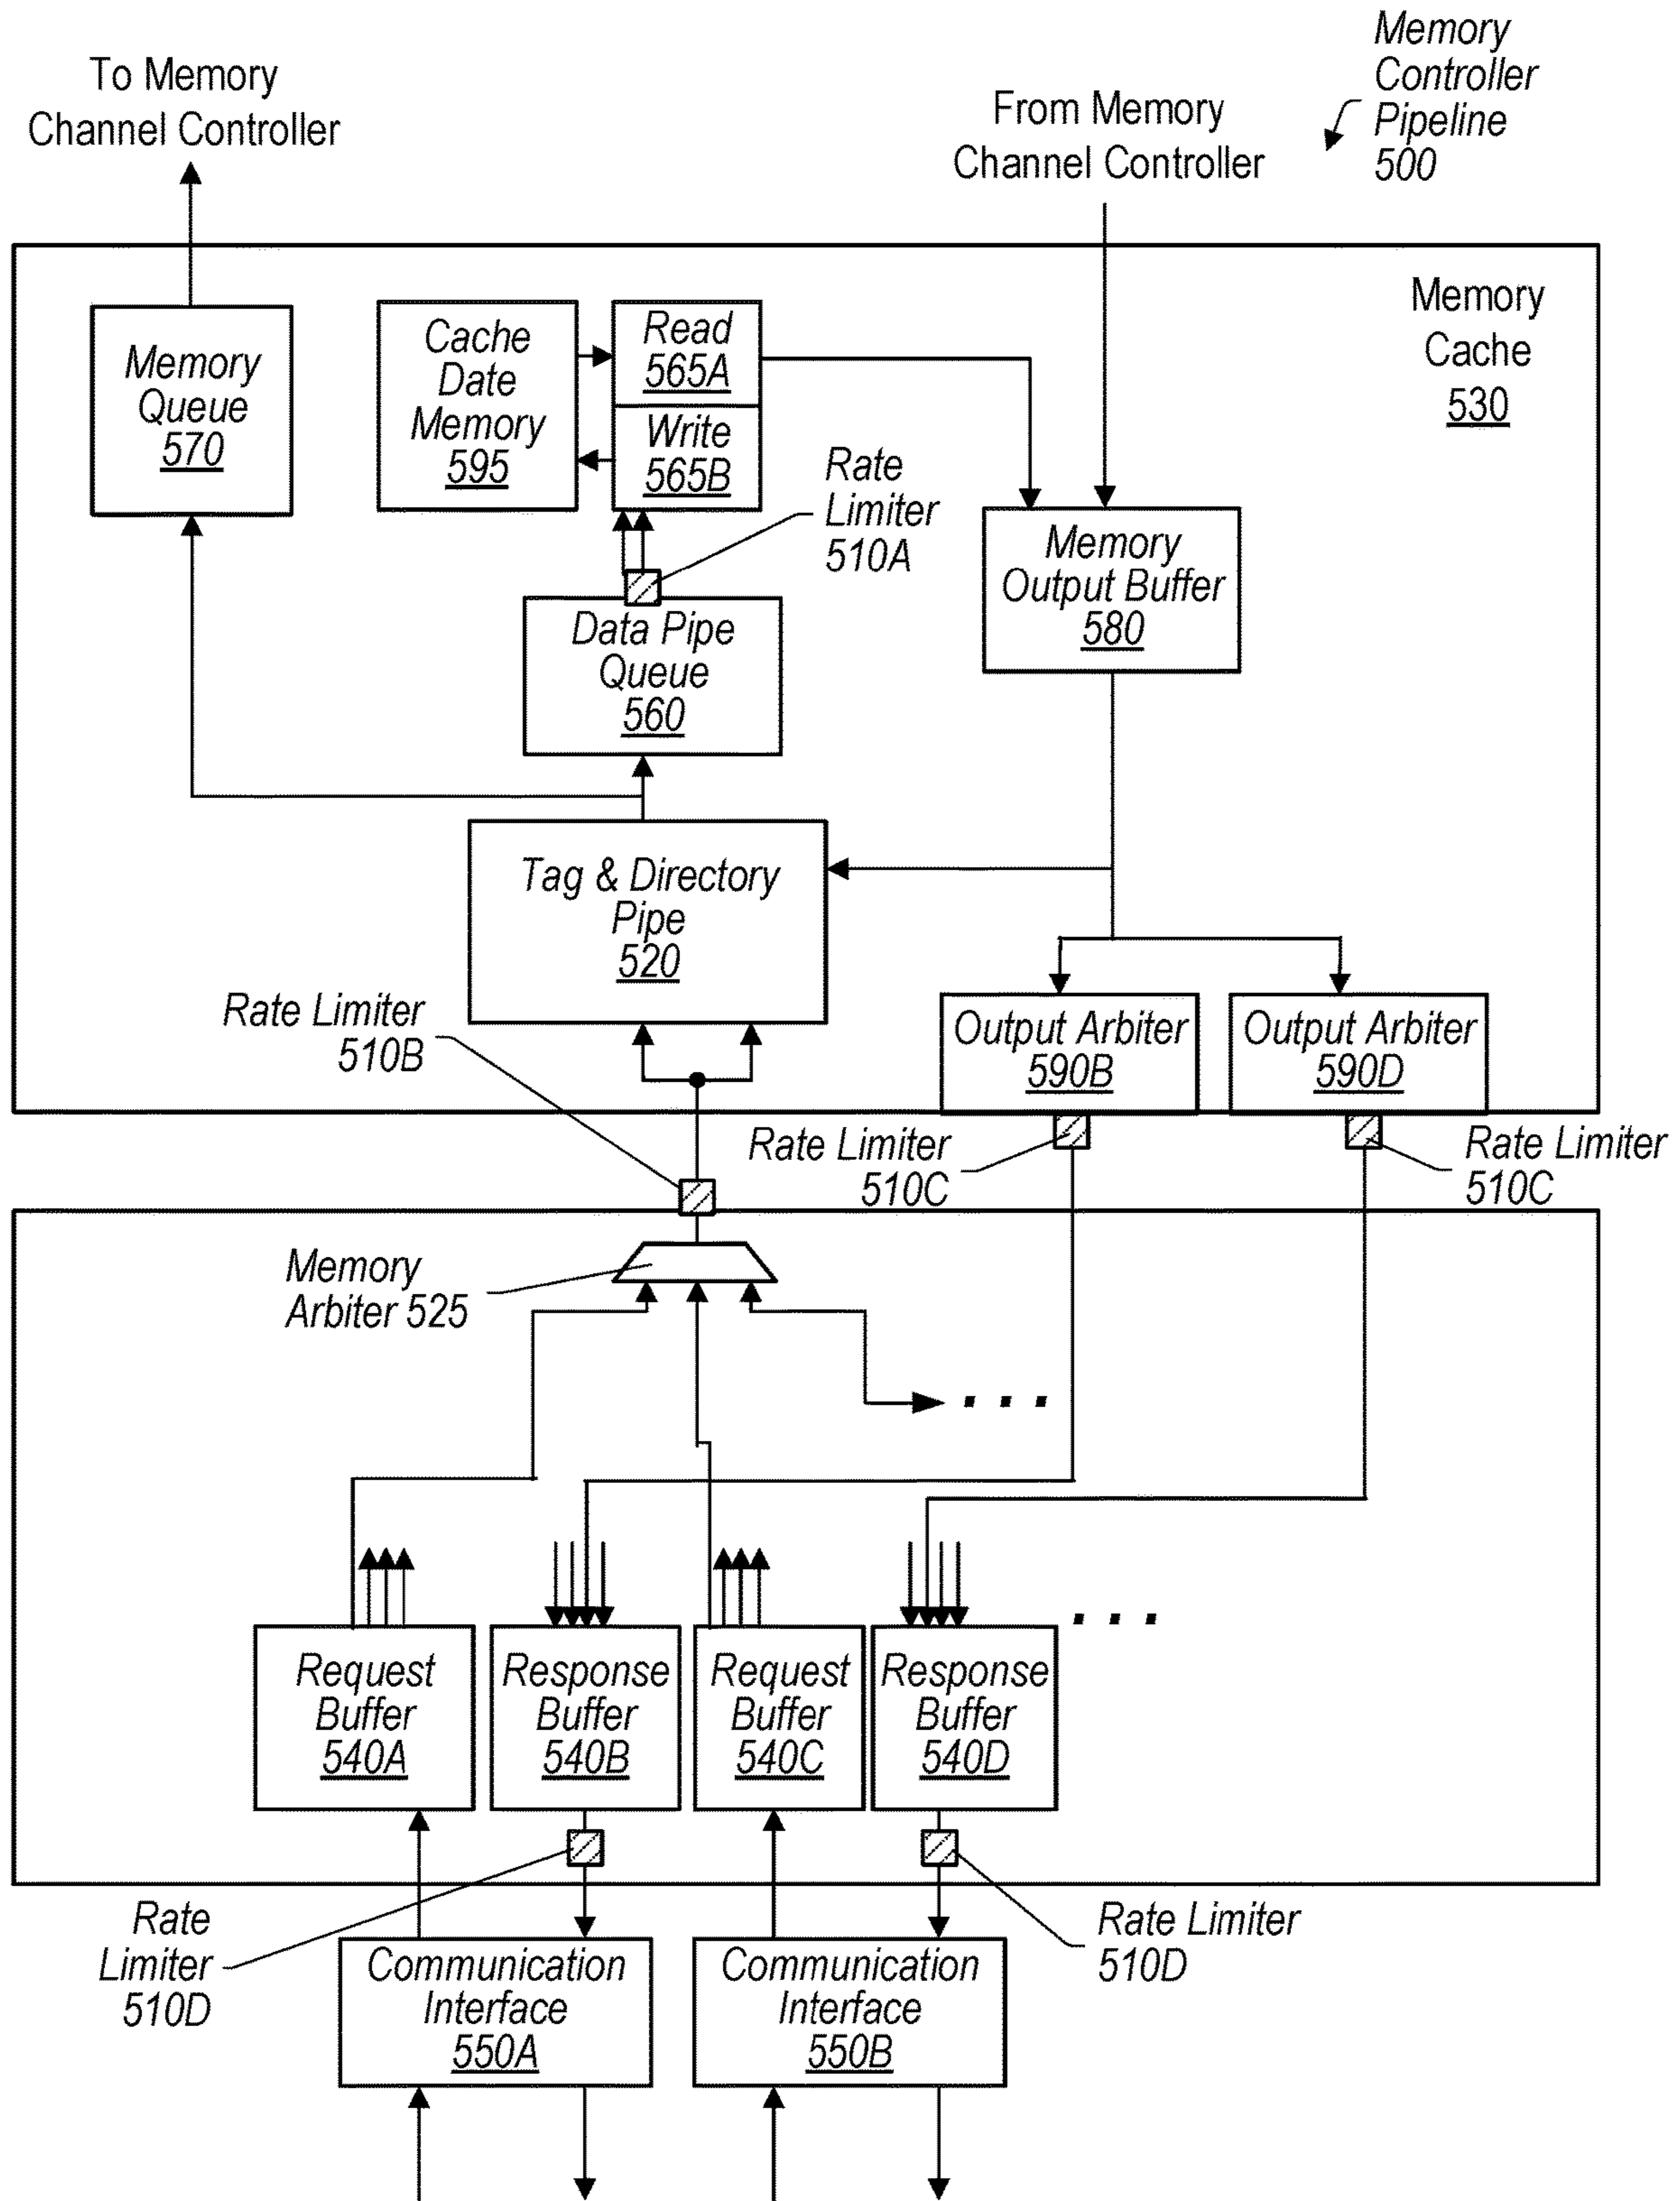 Memory
Controller
Pipeline
500
To Memory
Channel Controller
From Memory
Channel Controller
Memory
Cache
530
Memory
Queue
570
Cache
Date
Memory
595
Read
565A
Write
565B
Rate
Limiter
510A
Memory
Output Buffer
580
Data Pipe
Queue
560
Tag & Directory
Pipe
520
Rate Limiter
510B
Output Arbiter
590B
Output Arbiter
590D
Rate Limiter
510C
Rate Limiter
510C
Memory
Arbiter 525
. . .
. . .
Request
Buffer
540A
Response
Buffer
540B
Request
Buffer
540C
Response
Buffer
540D
Rate
Limiter
510D
Rate Limiter
510D
Communication
Interface
550A
Communication
Interface
550B